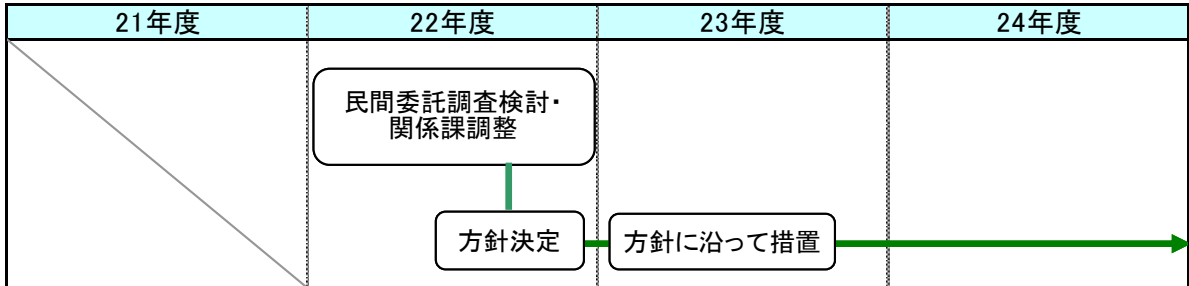 21年度
22年度
23年度
24年度
民間委託調査検討・
関係課調整
方針決定
方針に沿って措置